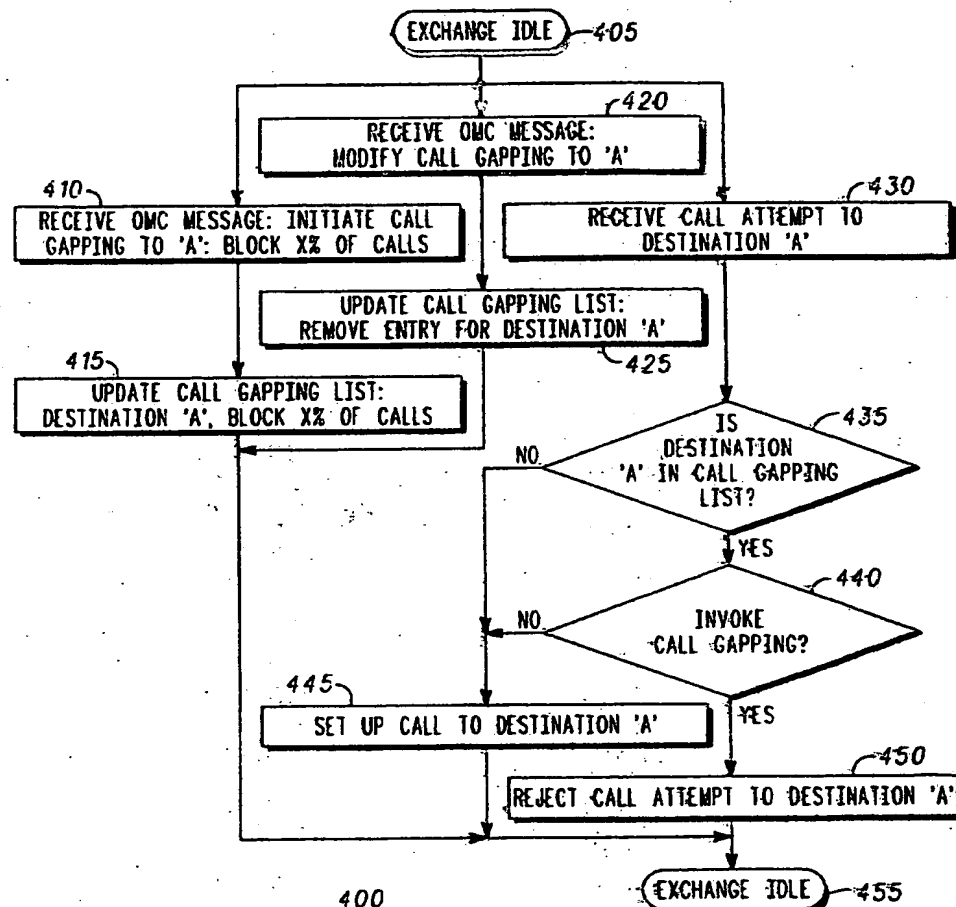 EXCHANGE IDLE 405
420
RECEIVE OMC MESSAGE:
MODIFY CALL GAPPING TO 'A'
410
RECEIVE OMC MESSAGE: INITIATE CALL
GAPPING TO 'A': BLOCK X% OF CALLS
430
RECEIVE CALL ATTEMPT TO
DESTINATION 'A'
UPDATE CALL GAPPING LIST:
REMOVE ENTRY FOR DESTINATION 'A'
425
415
UPDATE CALL GAPPING LIST:
DESTINATION 'A', BLOCK X% OF CALLS
435
IS
DESTINATION
'A' IN CALL GAPPING
LIST?
NO
YES
440
INVOKE
CALL GAPPING?
NO
YES
445
SET UP CALL TO DESTINATION 'A'
450
REJECT CALL ATTEMPT TO DESTINATION 'A'
EXCHANGE IDLE 455
400